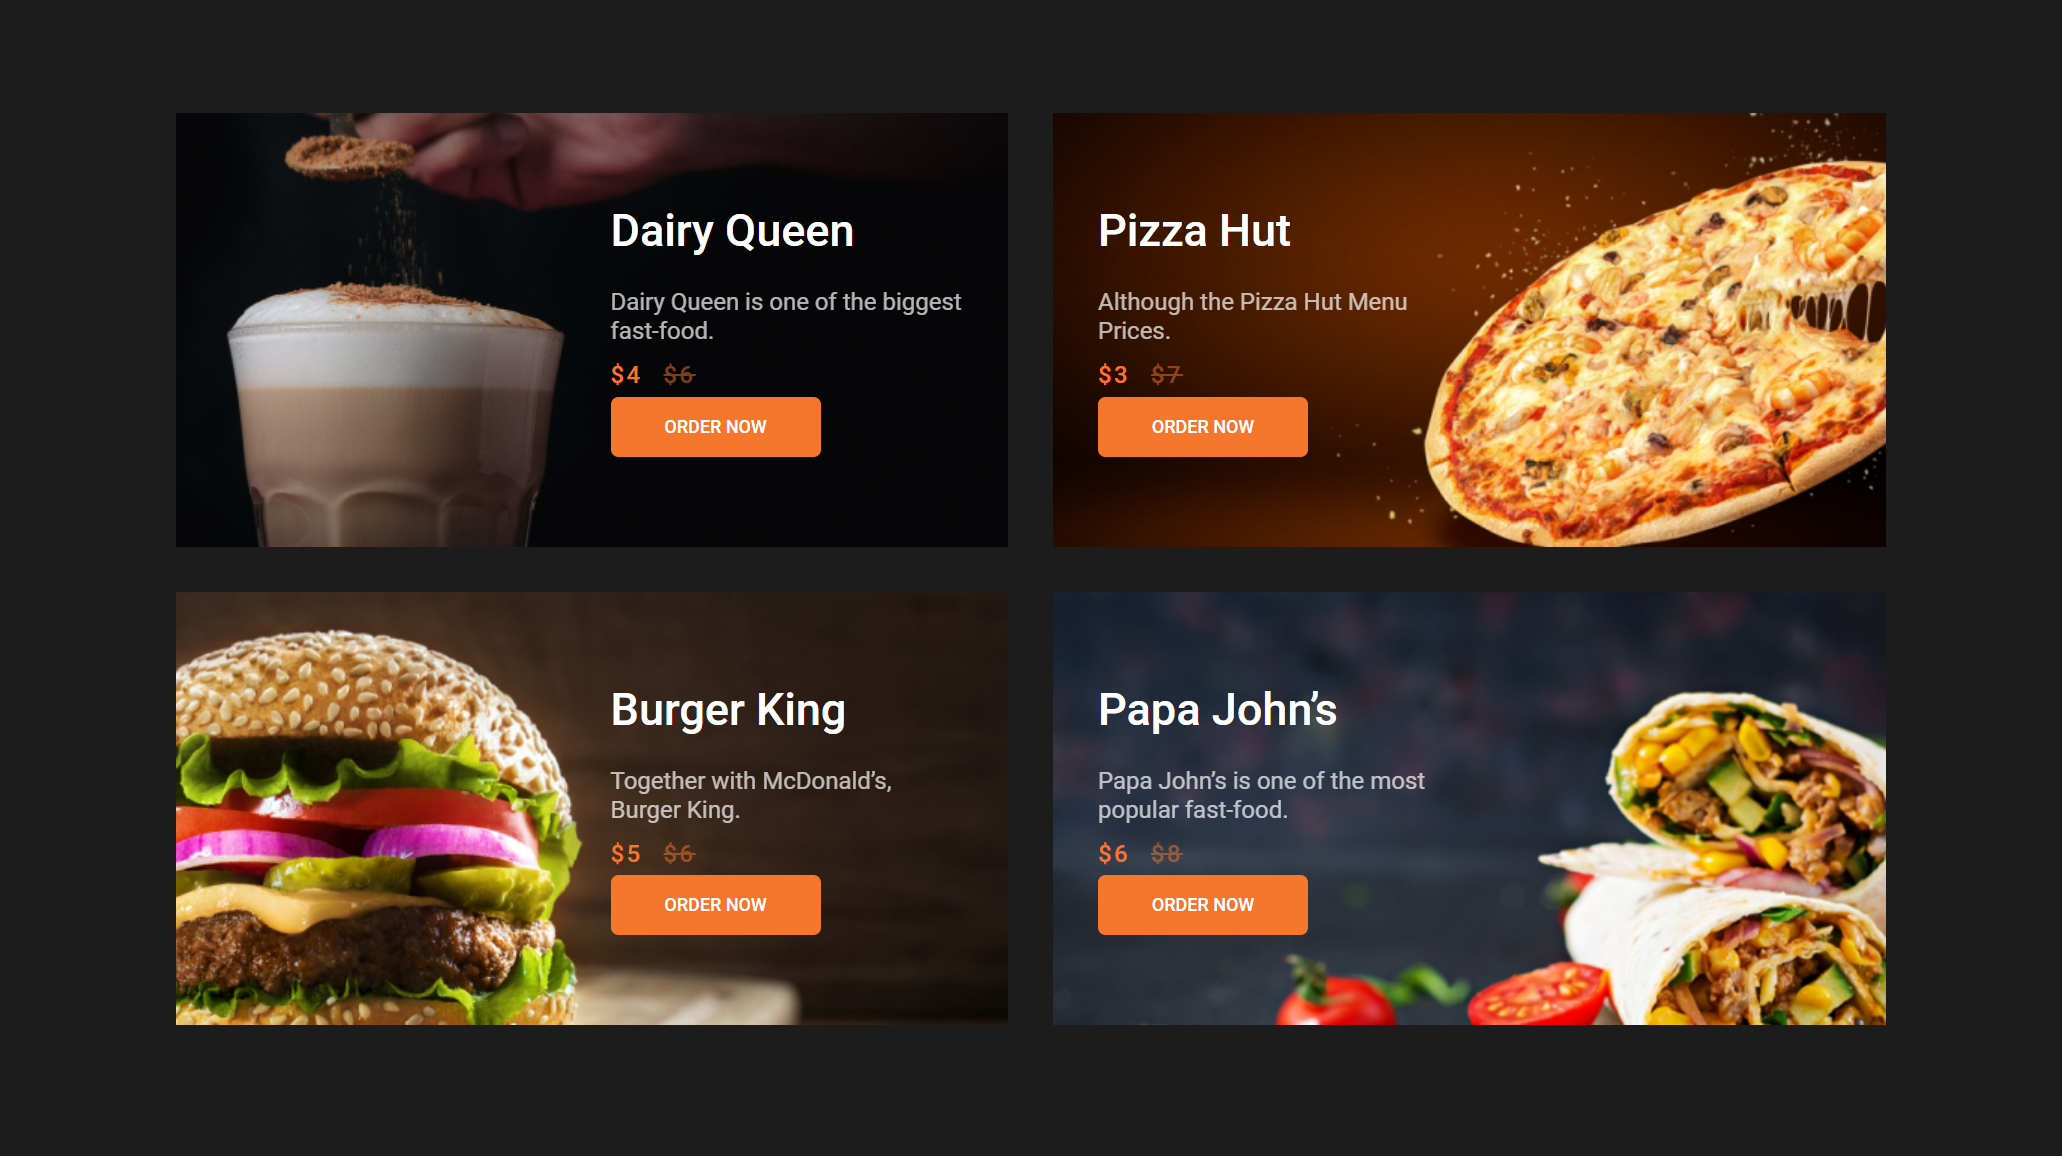 Dairy Queen
Dairy Queen is one of the biggest
fast-food.
$4 $6
ORDER NOW
Pizza Hut
Although the Pizza Hut Menu
Prices.
$3 $7
ORDER NOW
Burger King
Together with McDonald’s,
Burger King.
$5 $6
ORDER NOW
Papa John’s
Papa John’s is one of the most
popular fast-food.
$6 $8
ORDER NOW